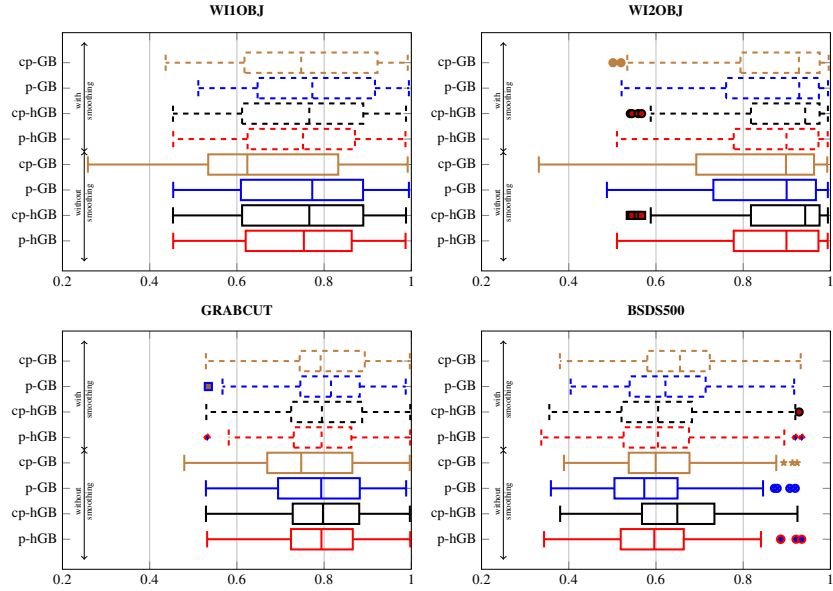 WI1OBJ
cp-GB
p-GB
cp-hGB
p-hGB
cp-GB
p-GB
cp-hGB
p-hGB
with
smoothing
without
smoothing
0.2 0.4 0.6 0.8 1
WI2OBJ
cp-GB
p-GB
cp-hGB
p-hGB
cp-GB
p-GB
cp-hGB
p-hGB
with
smoothing
without
smoothing
0.2 0.4 0.6 0.8 1
GRABCUT
cp-GB
p-GB
cp-hGB
p-hGB
cp-GB
p-GB
cp-hGB
p-hGB
with
smoothing
without
smoothing
0.2 0.4 0.6 0.8 1
BSDS500
cp-GB
p-GB
cp-hGB
p-hGB
cp-GB
p-GB
cp-hGB
p-hGB
with
smoothing
without
smoothing
0.2 0.4 0.6 0.8 1